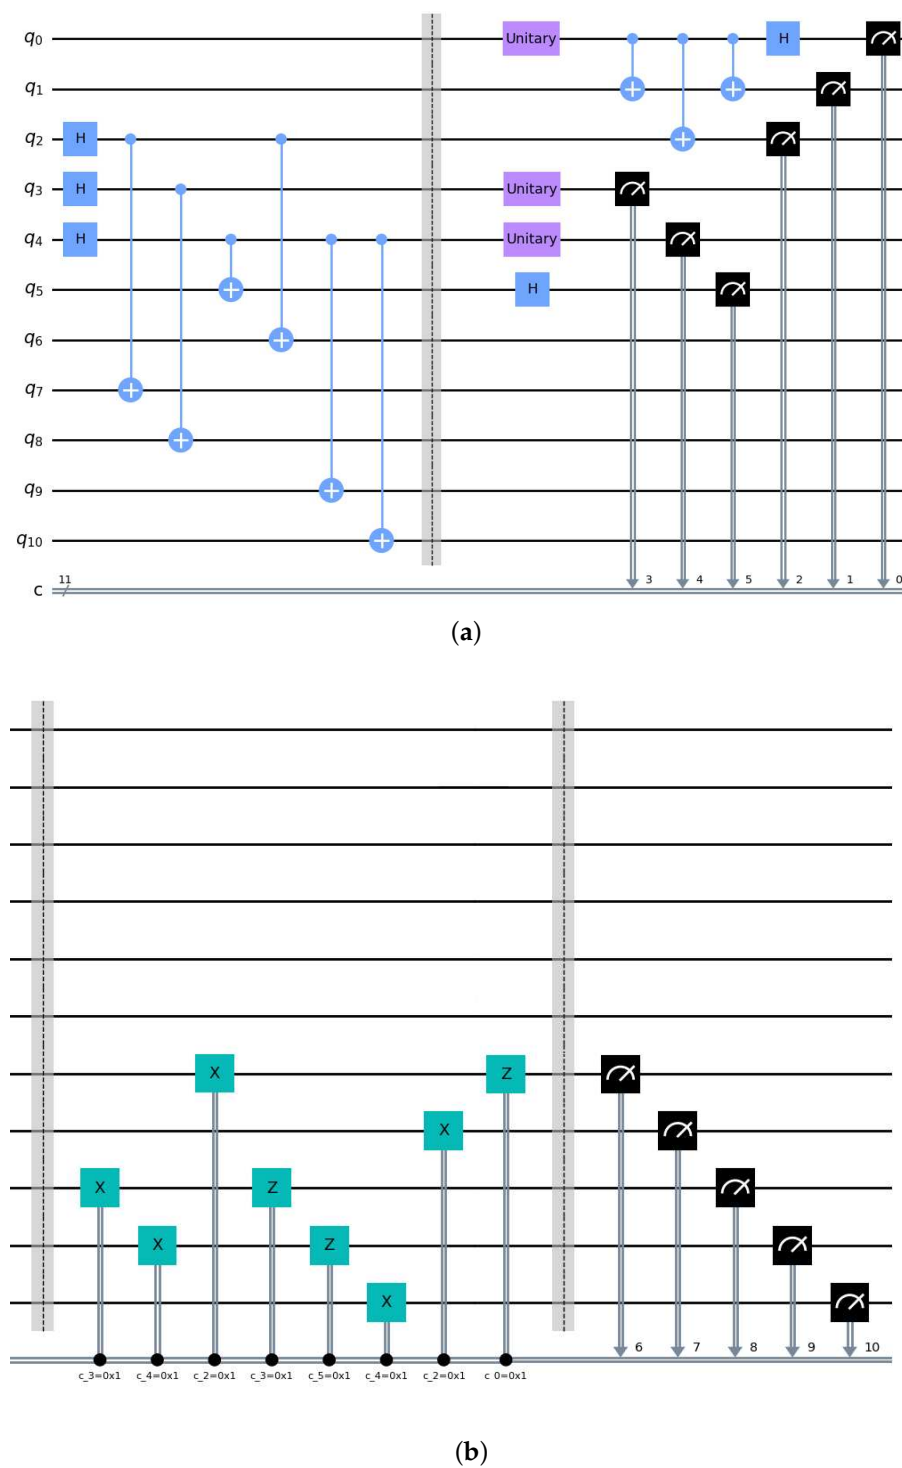 q0 Unitary H
q1
q2 H
q3 H Unitary
q4 H Unitary
q5 H
q6
q7
q8
q9
q10
c 11 3 4 5 2 1 0
(a)
X Z
X
X Z
X Z
X
6 7 8 9 10
c_3=0x1 c_4=0x1 c_2=0x1 c_3=0x1 c_5=0x1 c_4=0x1 c_2=0x1 c_0=0x1
(b)